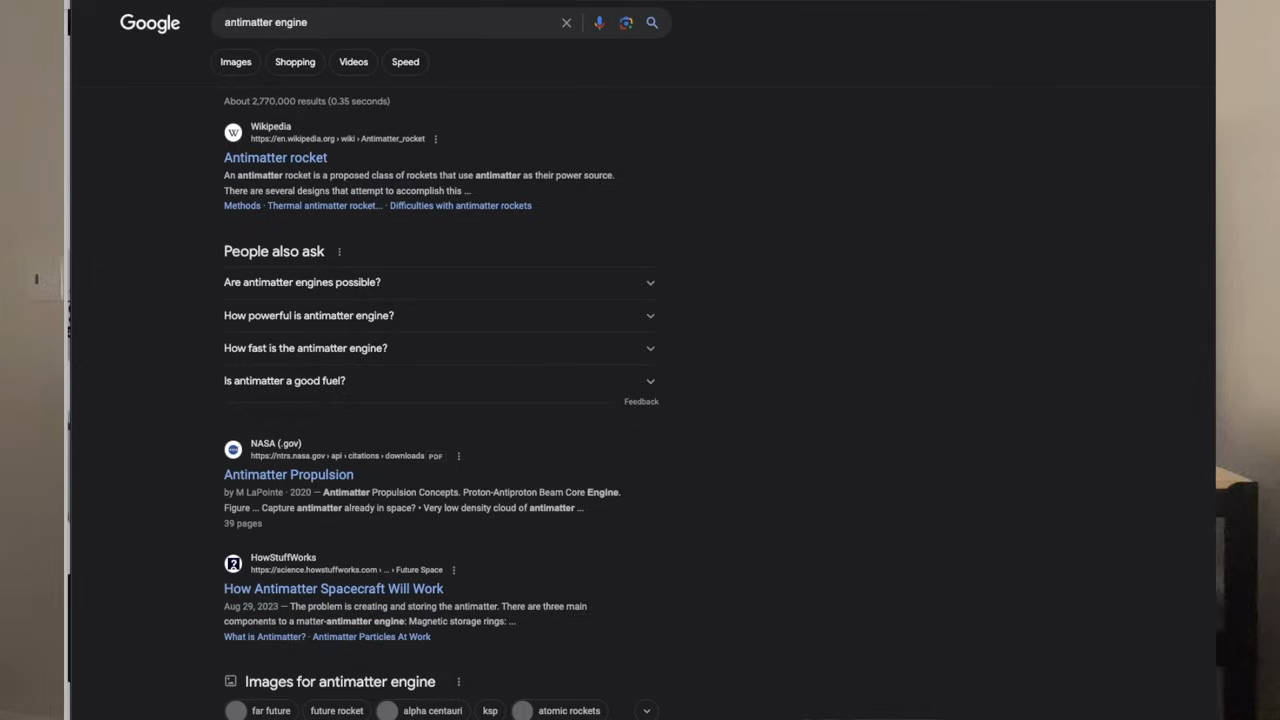 Google
antimatter engine
Images Shopping Videos Speed
About 2,770,000 results (0.35 seconds)
W
Wikipedia
https://en.wikipedia.org › wiki › Antimatter_rocket
Antimatter rocket
An antimatter rocket is a proposed class of rockets that use antimatter as their power source.
There are several designs that attempt to accomplish this ...
Methods · Thermal antimatter rocket... · Difficulties with antimatter rockets
People also ask
Are antimatter engines possible?
How powerful is antimatter engine?
How fast is the antimatter engine?
Is antimatter a good fuel?
Feedback
NASA (.gov)
https://ntrs.nasa.gov › api › citations › downloads PDF
Antimatter Propulsion
by M LaPointe · 2020 — Antimatter Propulsion Concepts. Proton-Antiproton Beam Core Engine.
Figure ... Capture antimatter already in space? • Very low density cloud of antimatter ...
39 pages
?
HowStuffWorks
https://science.howstuffworks.com › ... › Future Space
How Antimatter Spacecraft Will Work
Aug 29, 2023 — The problem is creating and storing the antimatter. There are three main
components to a matter-antimatter engine: Magnetic storage rings: ...
What is Antimatter? · Antimatter Particles At Work
Images for antimatter engine
far future future rocket alpha centauri ksp atomic rockets